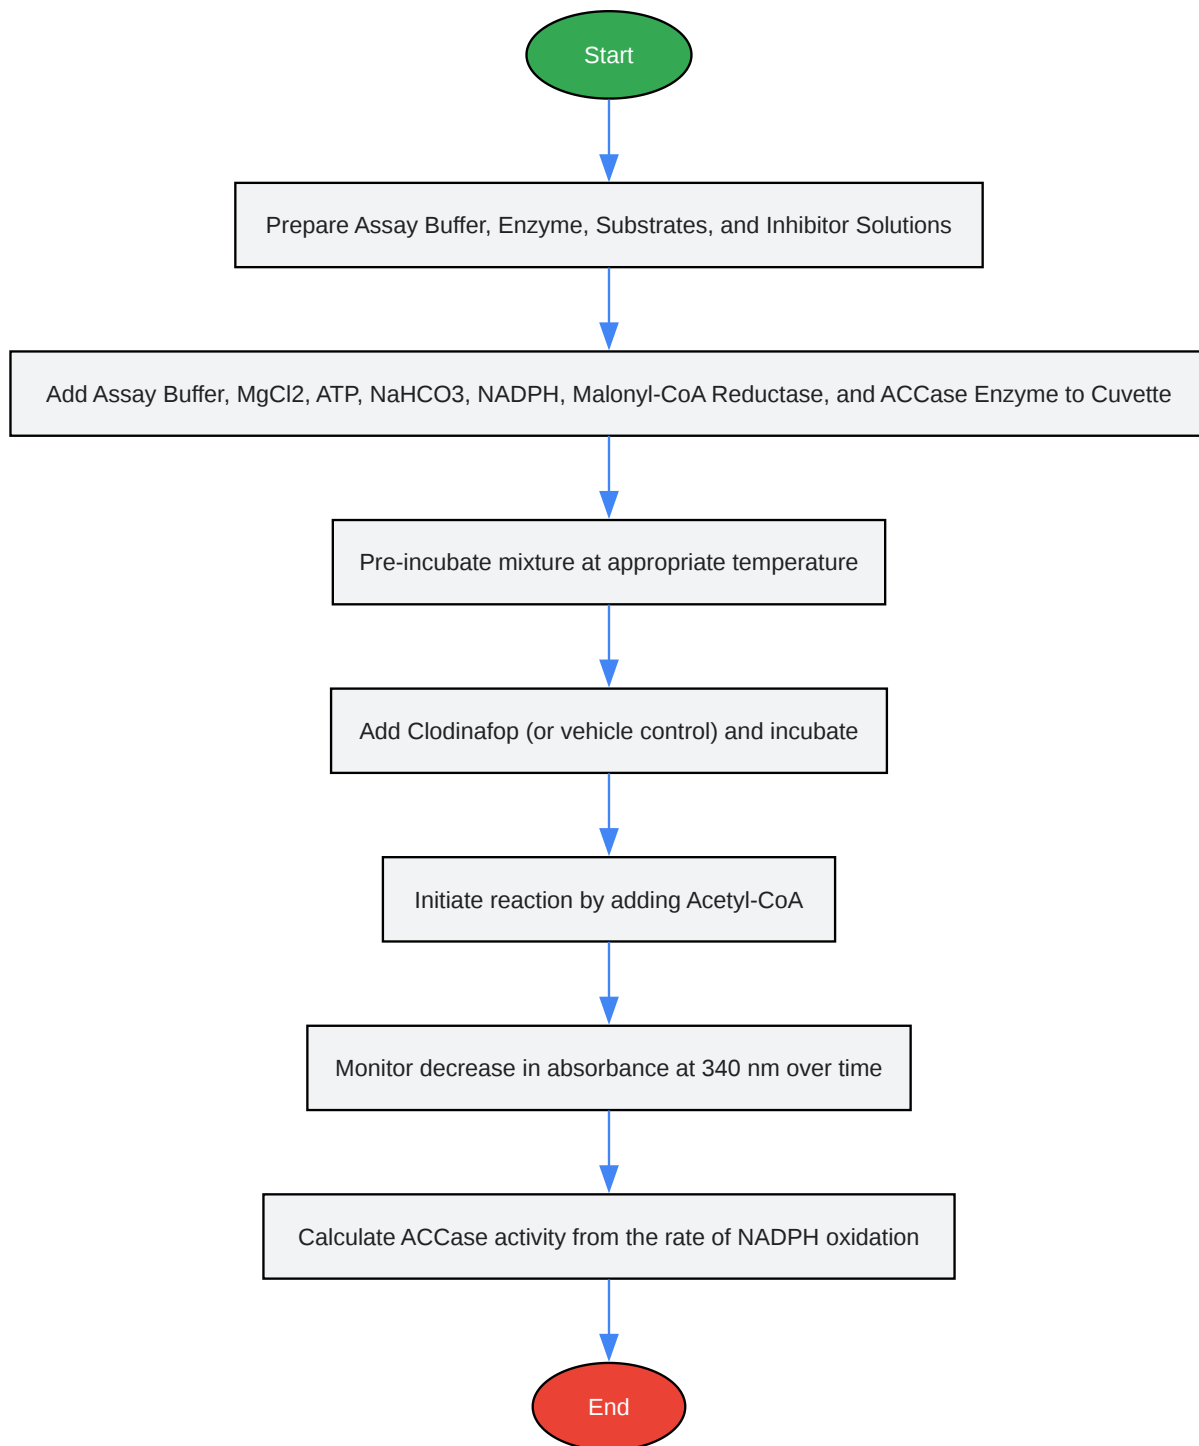 Start
Prepare Assay Buffer, Enzyme, Substrates, and Inhibitor Solutions
Add Assay Buffer, MgCl2, ATP, NaHCO3, NADPH, Malonyl-CoA Reductase, and ACCase Enzyme to Cuvette
Pre-incubate mixture at appropriate temperature
Add Clodinafop (or vehicle control) and incubate
Initiate reaction by adding Acetyl-CoA
Monitor decrease in absorbance at 340 nm over time
Calculate ACCase activity from the rate of NADPH oxidation
End